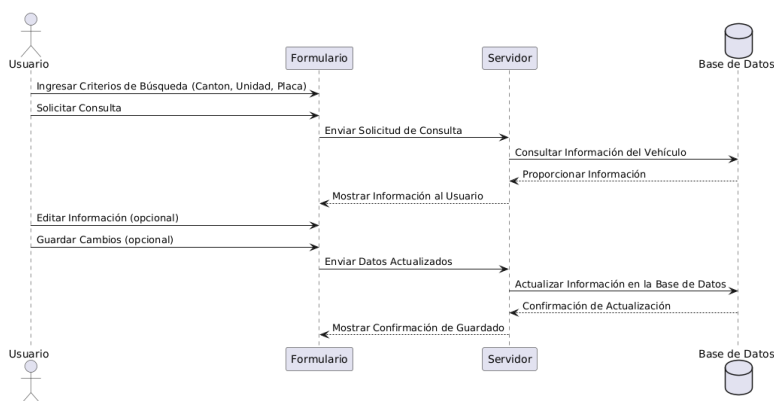 Usuario
Formulario
Servidor
Base de Datos
Ingresar Criterios de Búsqueda (Canton, Unidad, Placa)
Solicitar Consulta
Enviar Solicitud de Consulta
Consultar Información del Vehículo
Proporcionar Información
Mostrar Información al Usuario
Editar Información (opcional)
Guardar Cambios (opcional)
Enviar Datos Actualizados
Actualizar Información en la Base de Datos
Confirmación de Actualización
Mostrar Confirmación de Guardado
Usuario
Formulario
Servidor
Base de Datos